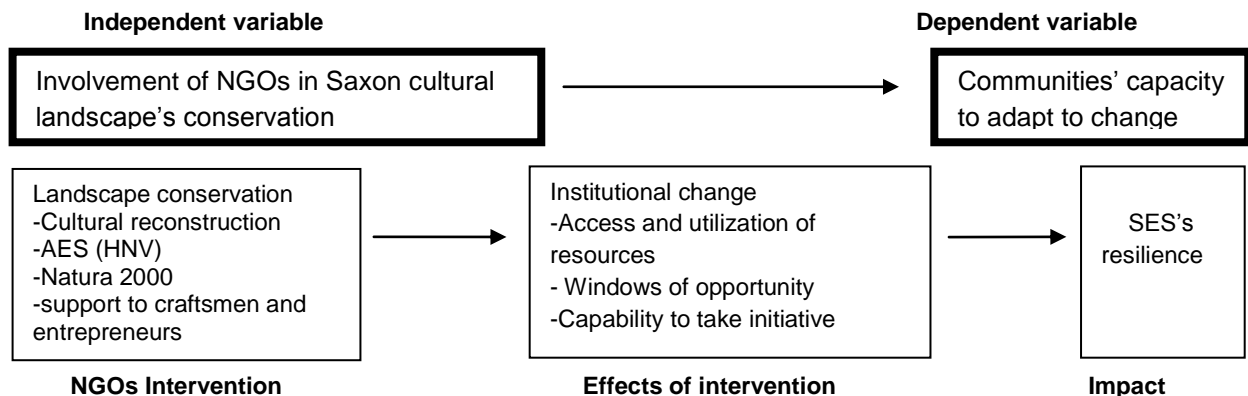 Independent variable
Dependent variable
Involvement of NGOs in Saxon cultural
landscape's conservation
Communities' capacity
to adapt to change
Landscape conservation
-Cultural reconstruction
-AES (HNV)
-Natura 2000
-support to craftsmen and
entrepreneurs
Institutional change
-Access and utilization of
resources
- Windows of opportunity
-Capability to take initiative
SES's
resilience
NGOs Intervention
Effects of intervention
Impact